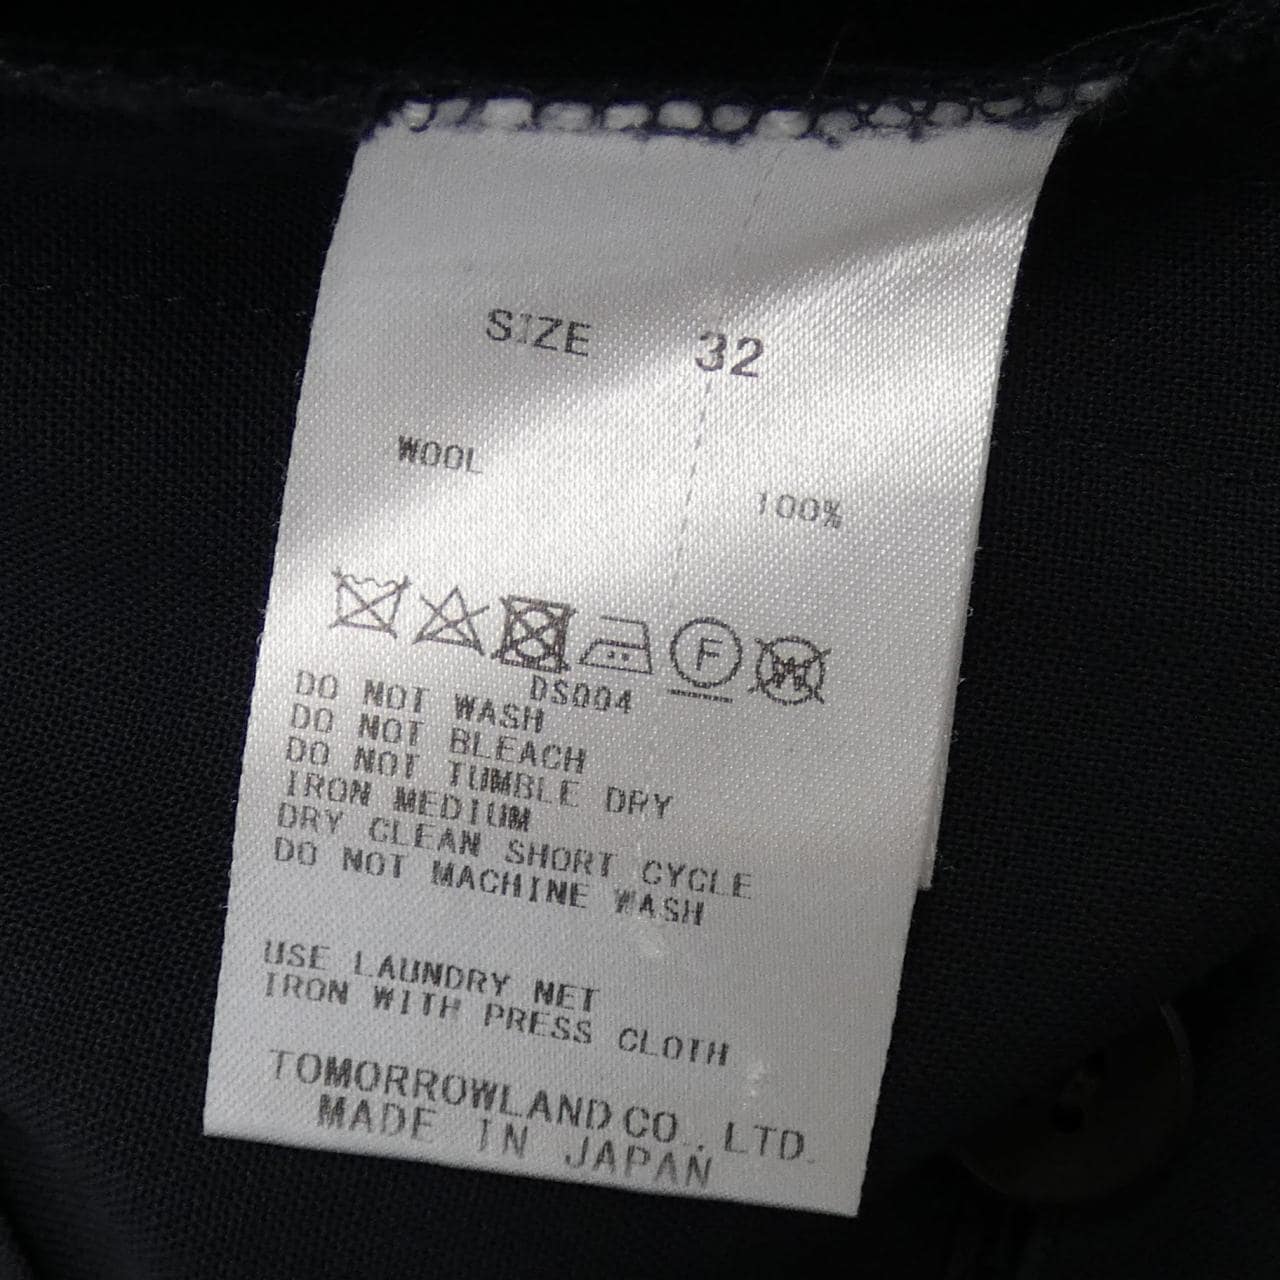 SIZE 32
WOOL
100%
F W
DS004
DO NOT WASH
DO NOT BLEACH
DO NOT TUMBLE DRY
IRON MEDIUM
DRY CLEAN SHORT CYCLE
DO NOT MACHINE WASH
USE LAUNDRY NET
IRON WITH PRESS CLOTH
TOMORROWLAND CO., LTD.
MADE IN JAPAN